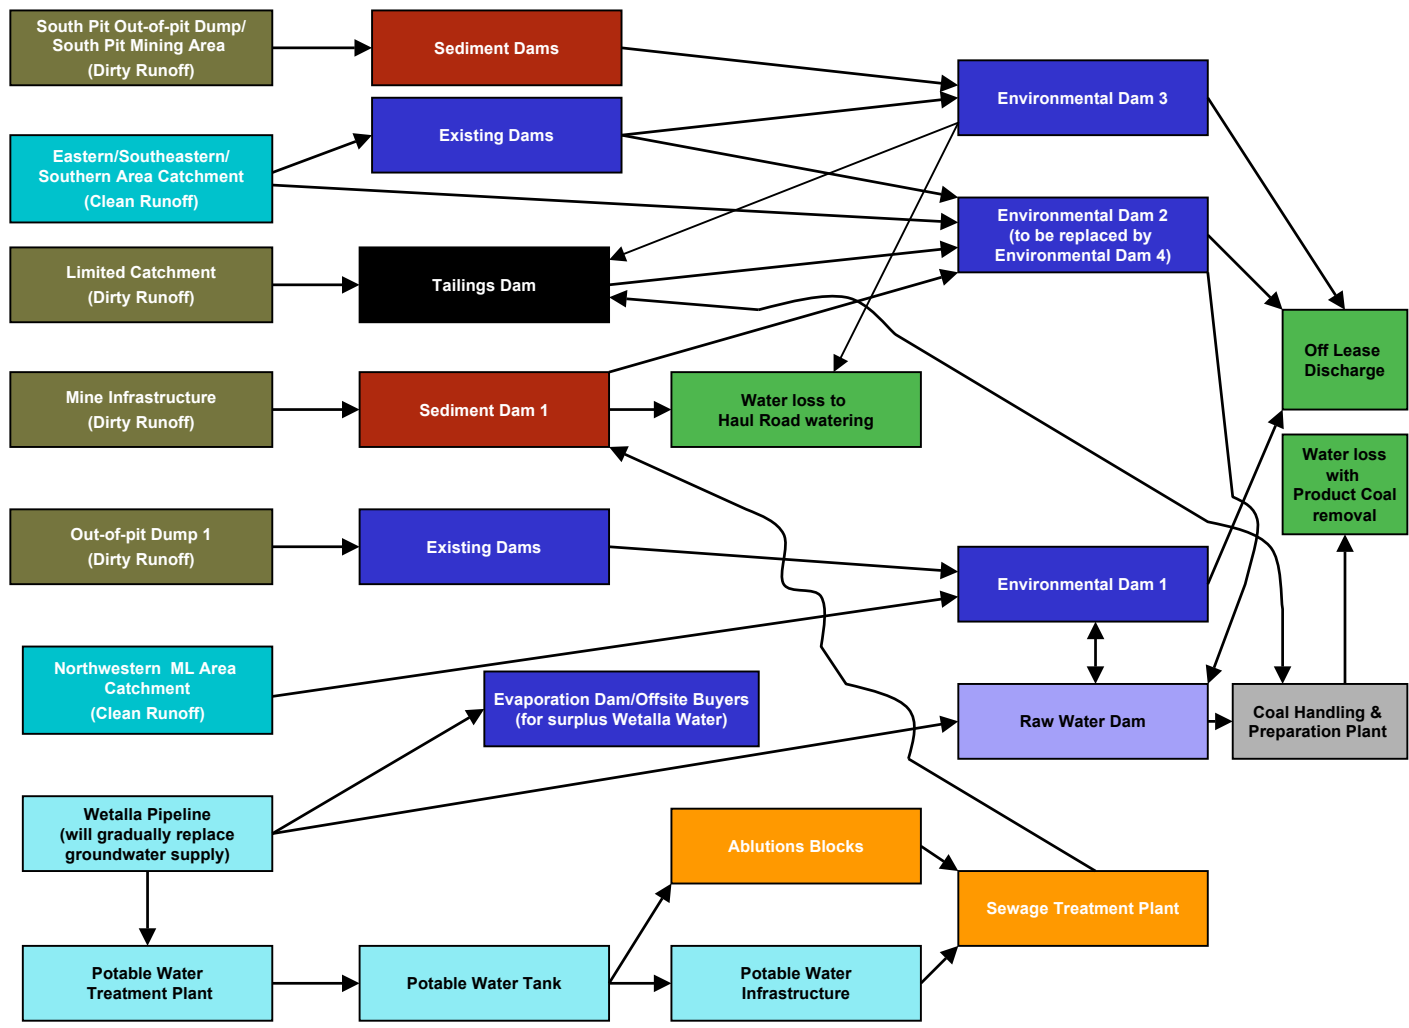 South Pit Out-of-pit Dump/
South Pit Mining Area
(Dirty Runoff)
Sediment Dams
Environmental Dam 3
Existing Dams
Eastern/Southeastern/
Southern Area Catchment
(Clean Runoff)
Environmental Dam 2
(to be replaced by
Environmental Dam 4)
Limited Catchment
(Dirty Runoff)
Tailings Dam
Off Lease
Discharge
Mine Infrastructure
(Dirty Runoff)
Sediment Dam 1
Water loss to
Haul Road watering
Water loss
with
Product Coal
removal
Out-of-pit Dump 1
(Dirty Runoff)
Existing Dams
Environmental Dam 1
Northwestern  ML Area
Catchment
(Clean Runoff)
Evaporation Dam/Offsite Buyers
(for surplus Wetalla Water)
Raw Water Dam
Coal Handling &
Preparation Plant
Wetalla Pipeline
(will gradually replace
groundwater supply)
Ablutions Blocks
Sewage Treatment Plant
Potable Water
Treatment Plant
Potable Water Tank
Potable Water
Infrastructure